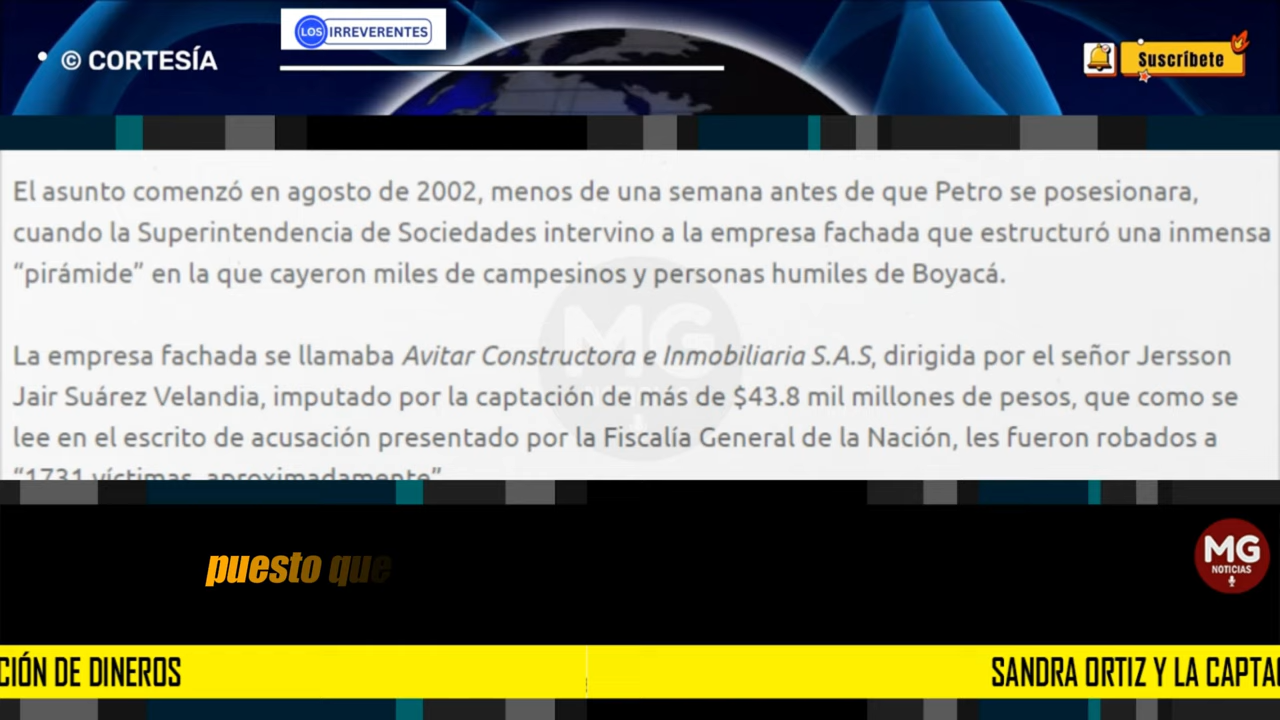 LOS IRREVERENTES
© CORTESÍA
Suscríbete
El asunto comenzó en agosto de 2002, menos de una semana antes de que Petro se posesionara,
cuando la Superintendencia de Sociedades intervino a la empresa fachada que estructuró una inmensa
“pirámide” en la que cayeron miles de campesinos y personas humiles de Boyacá.
La empresa fachada se llamaba Avitar Constructora e Inmobiliaria S.A.S, dirigida por el señor Jersson
Jair Suárez Velandia, imputado por la captación de más de $43.8 mil millones de pesos, que como se
lee en el escrito de acusación presentado por la Fiscalía General de la Nación, les fueron robados a
“1731 víctimas, aproximadamente”
puesto que
MG
NOTICIAS
CIÓN DE DINEROS
SANDRA ORTIZ Y LA CAPTA